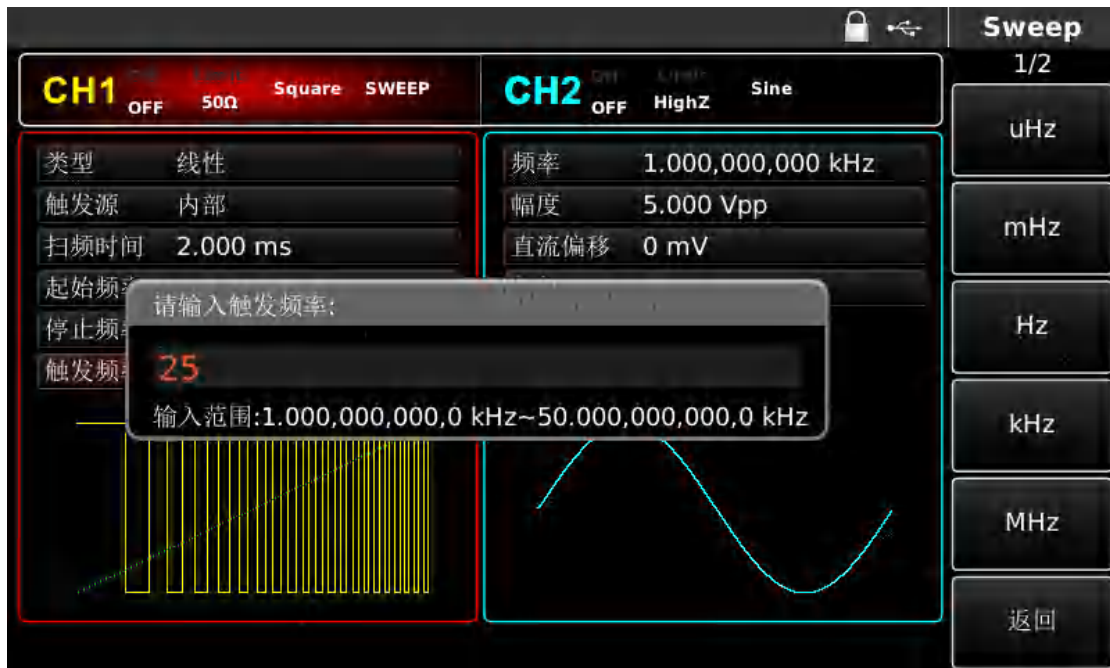 Sweep
1/2
CH1 OFF 50Ω Square SWEEP
CH2 OFF HighZ Sine
类型 线性
触发源 内部
扫频时间 2.000 ms
起始频
停止频
触发频
频率 1.000,000,000 kHz
幅度 5.000 Vpp
直流偏移 0 mV
请输入触发频率:
25
输入范围:1.000,000,000,0 kHz~50.000,000,000,0 kHz
uHz
mHz
Hz
kHz
MHz
返回